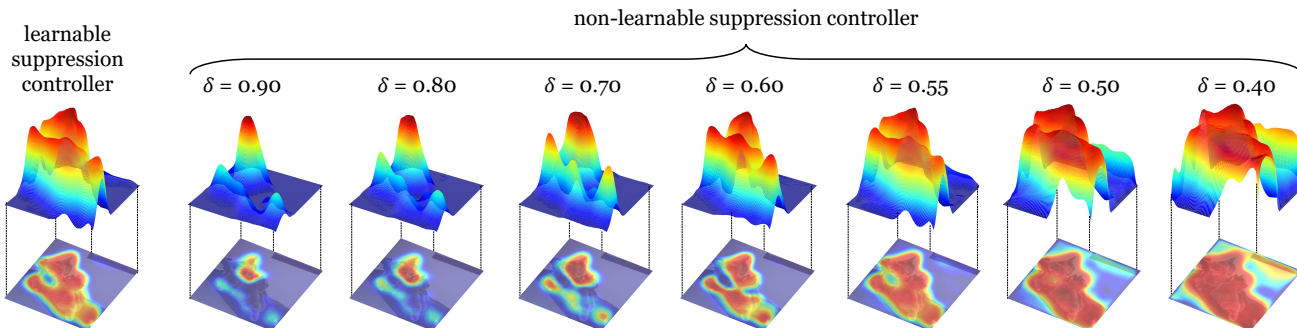 non-learnable suppression controller
learnable
suppression
controller
δ = 0.90
δ = 0.80
δ = 0.70
δ = 0.60
δ = 0.55
δ = 0.50
δ = 0.40